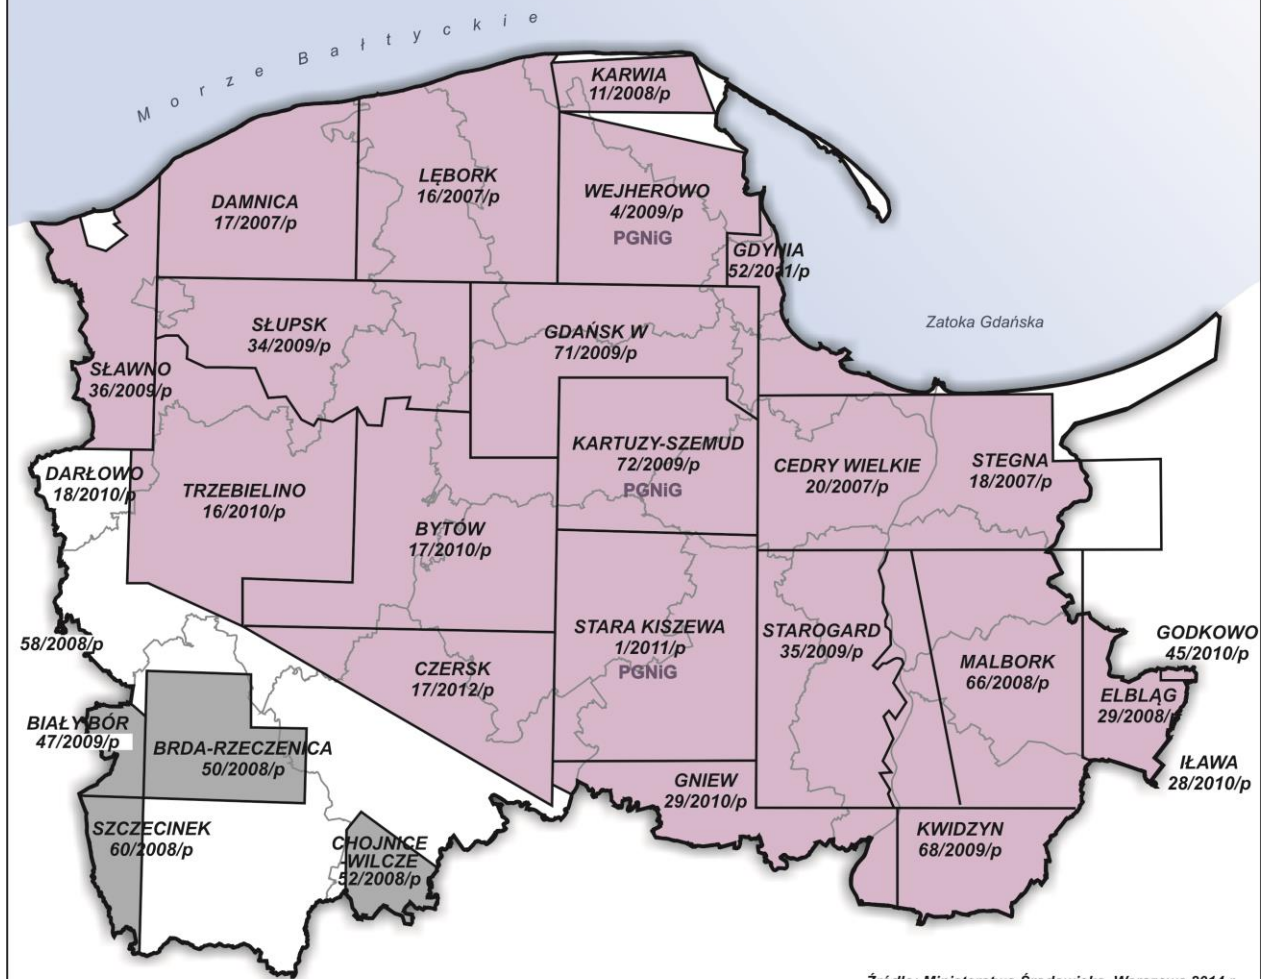 Morze Bałtyckie
KARWIA
11/2008/p
LĘBORK
16/2007/p
DAMNICA
17/2007/p
WEJHEROWO
4/2009/p
PGNiG
GDYNIA
52/2011/p
SŁUPSK
34/2009/p
GDAŃSK W
71/2009/p
Zatoka Gdańska
SŁAWNO
36/2009/p
KARTUZY-SZEMUD
72/2009/p
PGNiG
CEDRY WIELKIE
20/2007/p
STEGNA
18/2007/p
DARŁOWO
18/2010/p
TRZEBIELINO
16/2010/p
BYTÓW
17/2010/p
58/2008/p
STARA KISZEWA
1/2011/p
PGNiG
STAROGARD
35/2009/p
GODKOWO
45/2010/p
MALBORK
66/2008/p
CZERSK
17/2012/p
ELBLĄG
29/2008/p
BIAŁY BÓR
47/2009/p
BRDA-RZECZENICA
50/2008/p
IŁAWA
28/2010/p
GNIEW
29/2010/p
SZCZECINEK
60/2008/p
CHOJNICE
WILCZE
52/2008/p
KWIDZYN
68/2009/p